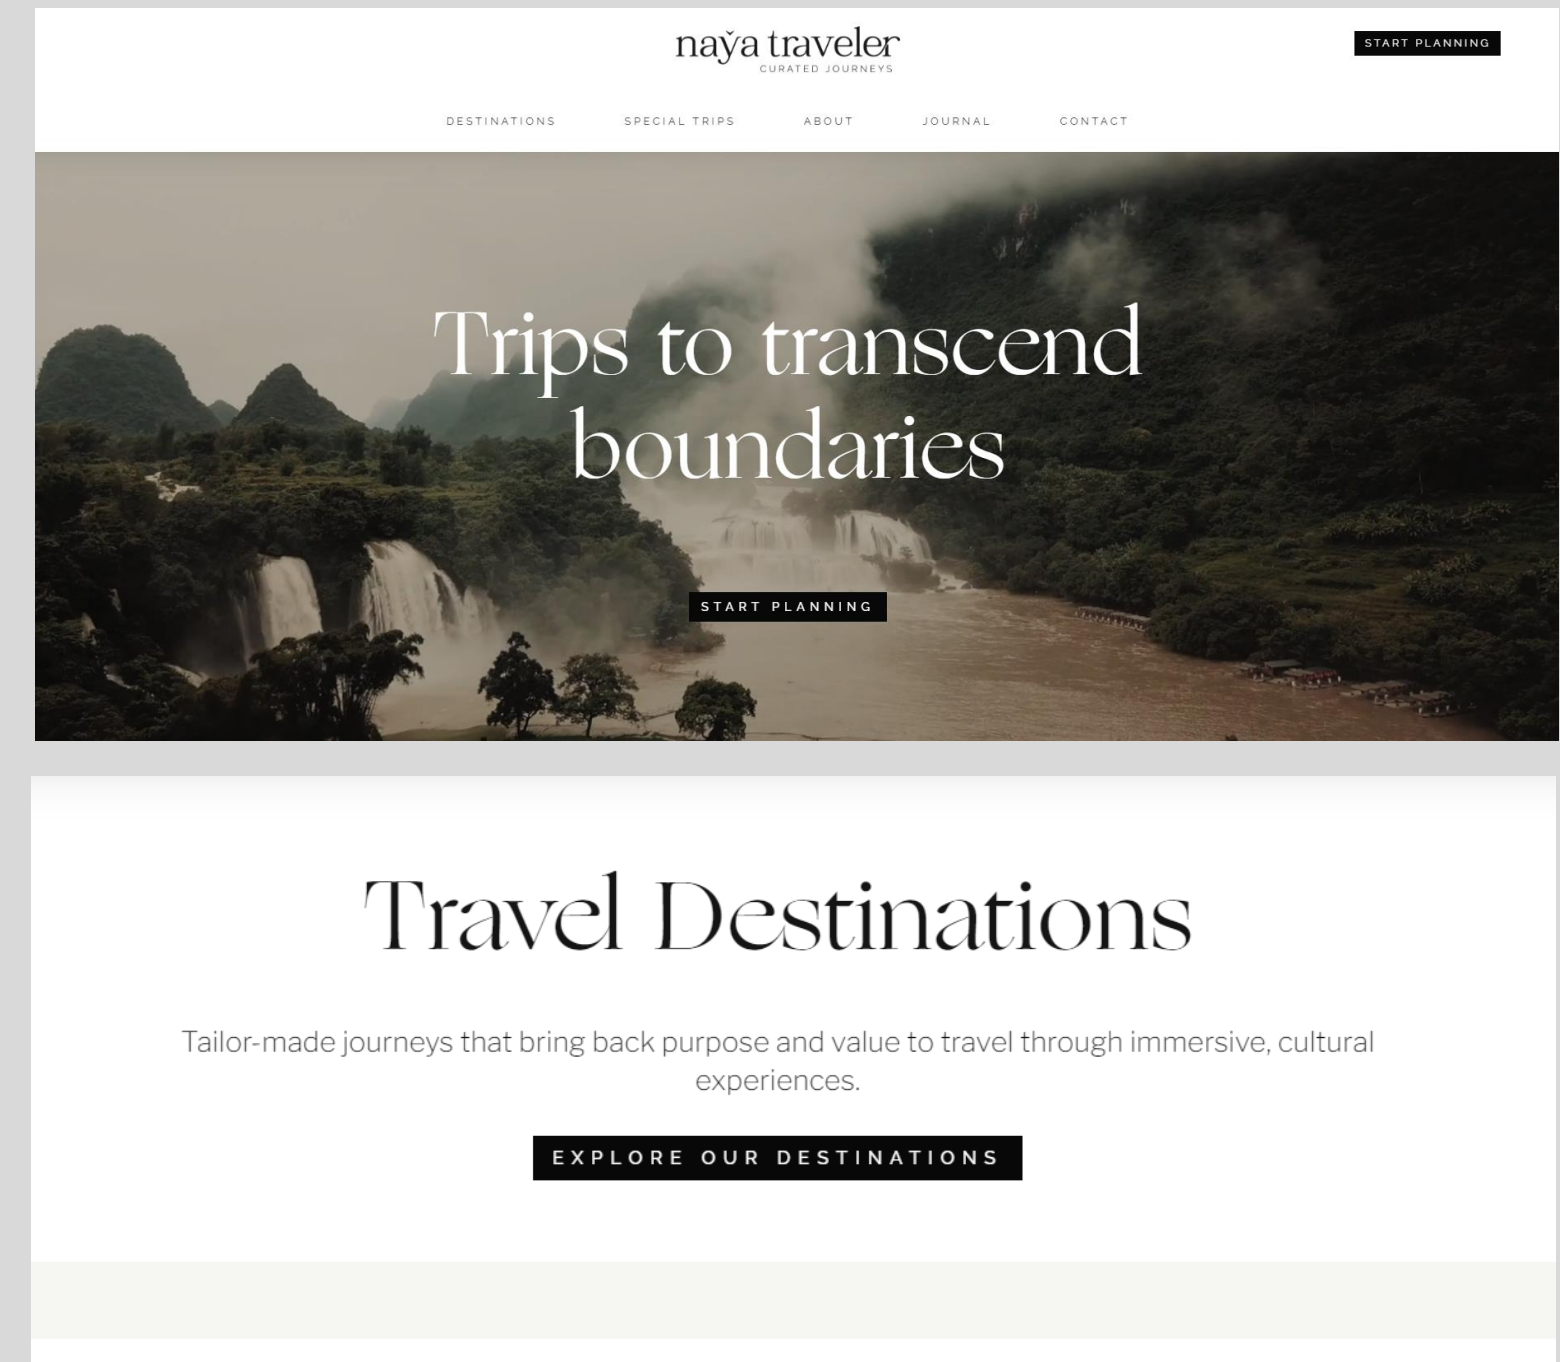 nay̌a traveler
CURATED JOURNEYS
START PLANNING
DESTINATIONS SPECIAL TRIPS ABOUT JOURNAL CONTACT
Trips to transcend
boundaries
START PLANNING
Travel Destinations
Tailor-made journeys that bring back purpose and value to travel through immersive, cultural
experiences.
EXPLORE OUR DESTINATIONS